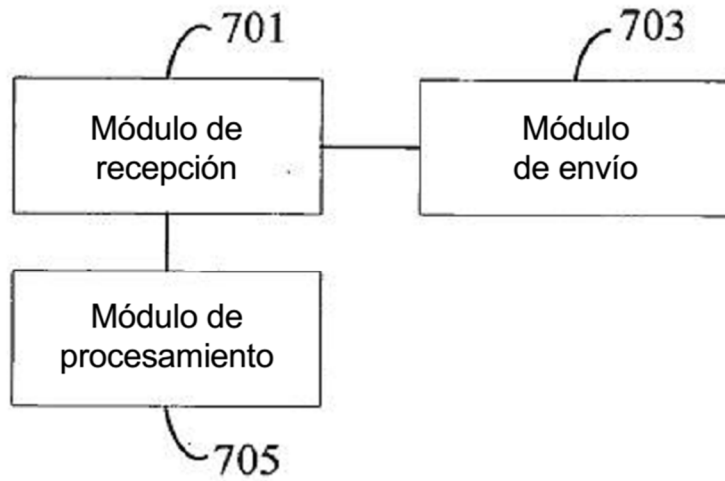 701
703
Módulo de
recepción
Módulo
de envío
Módulo de
procesamiento
705